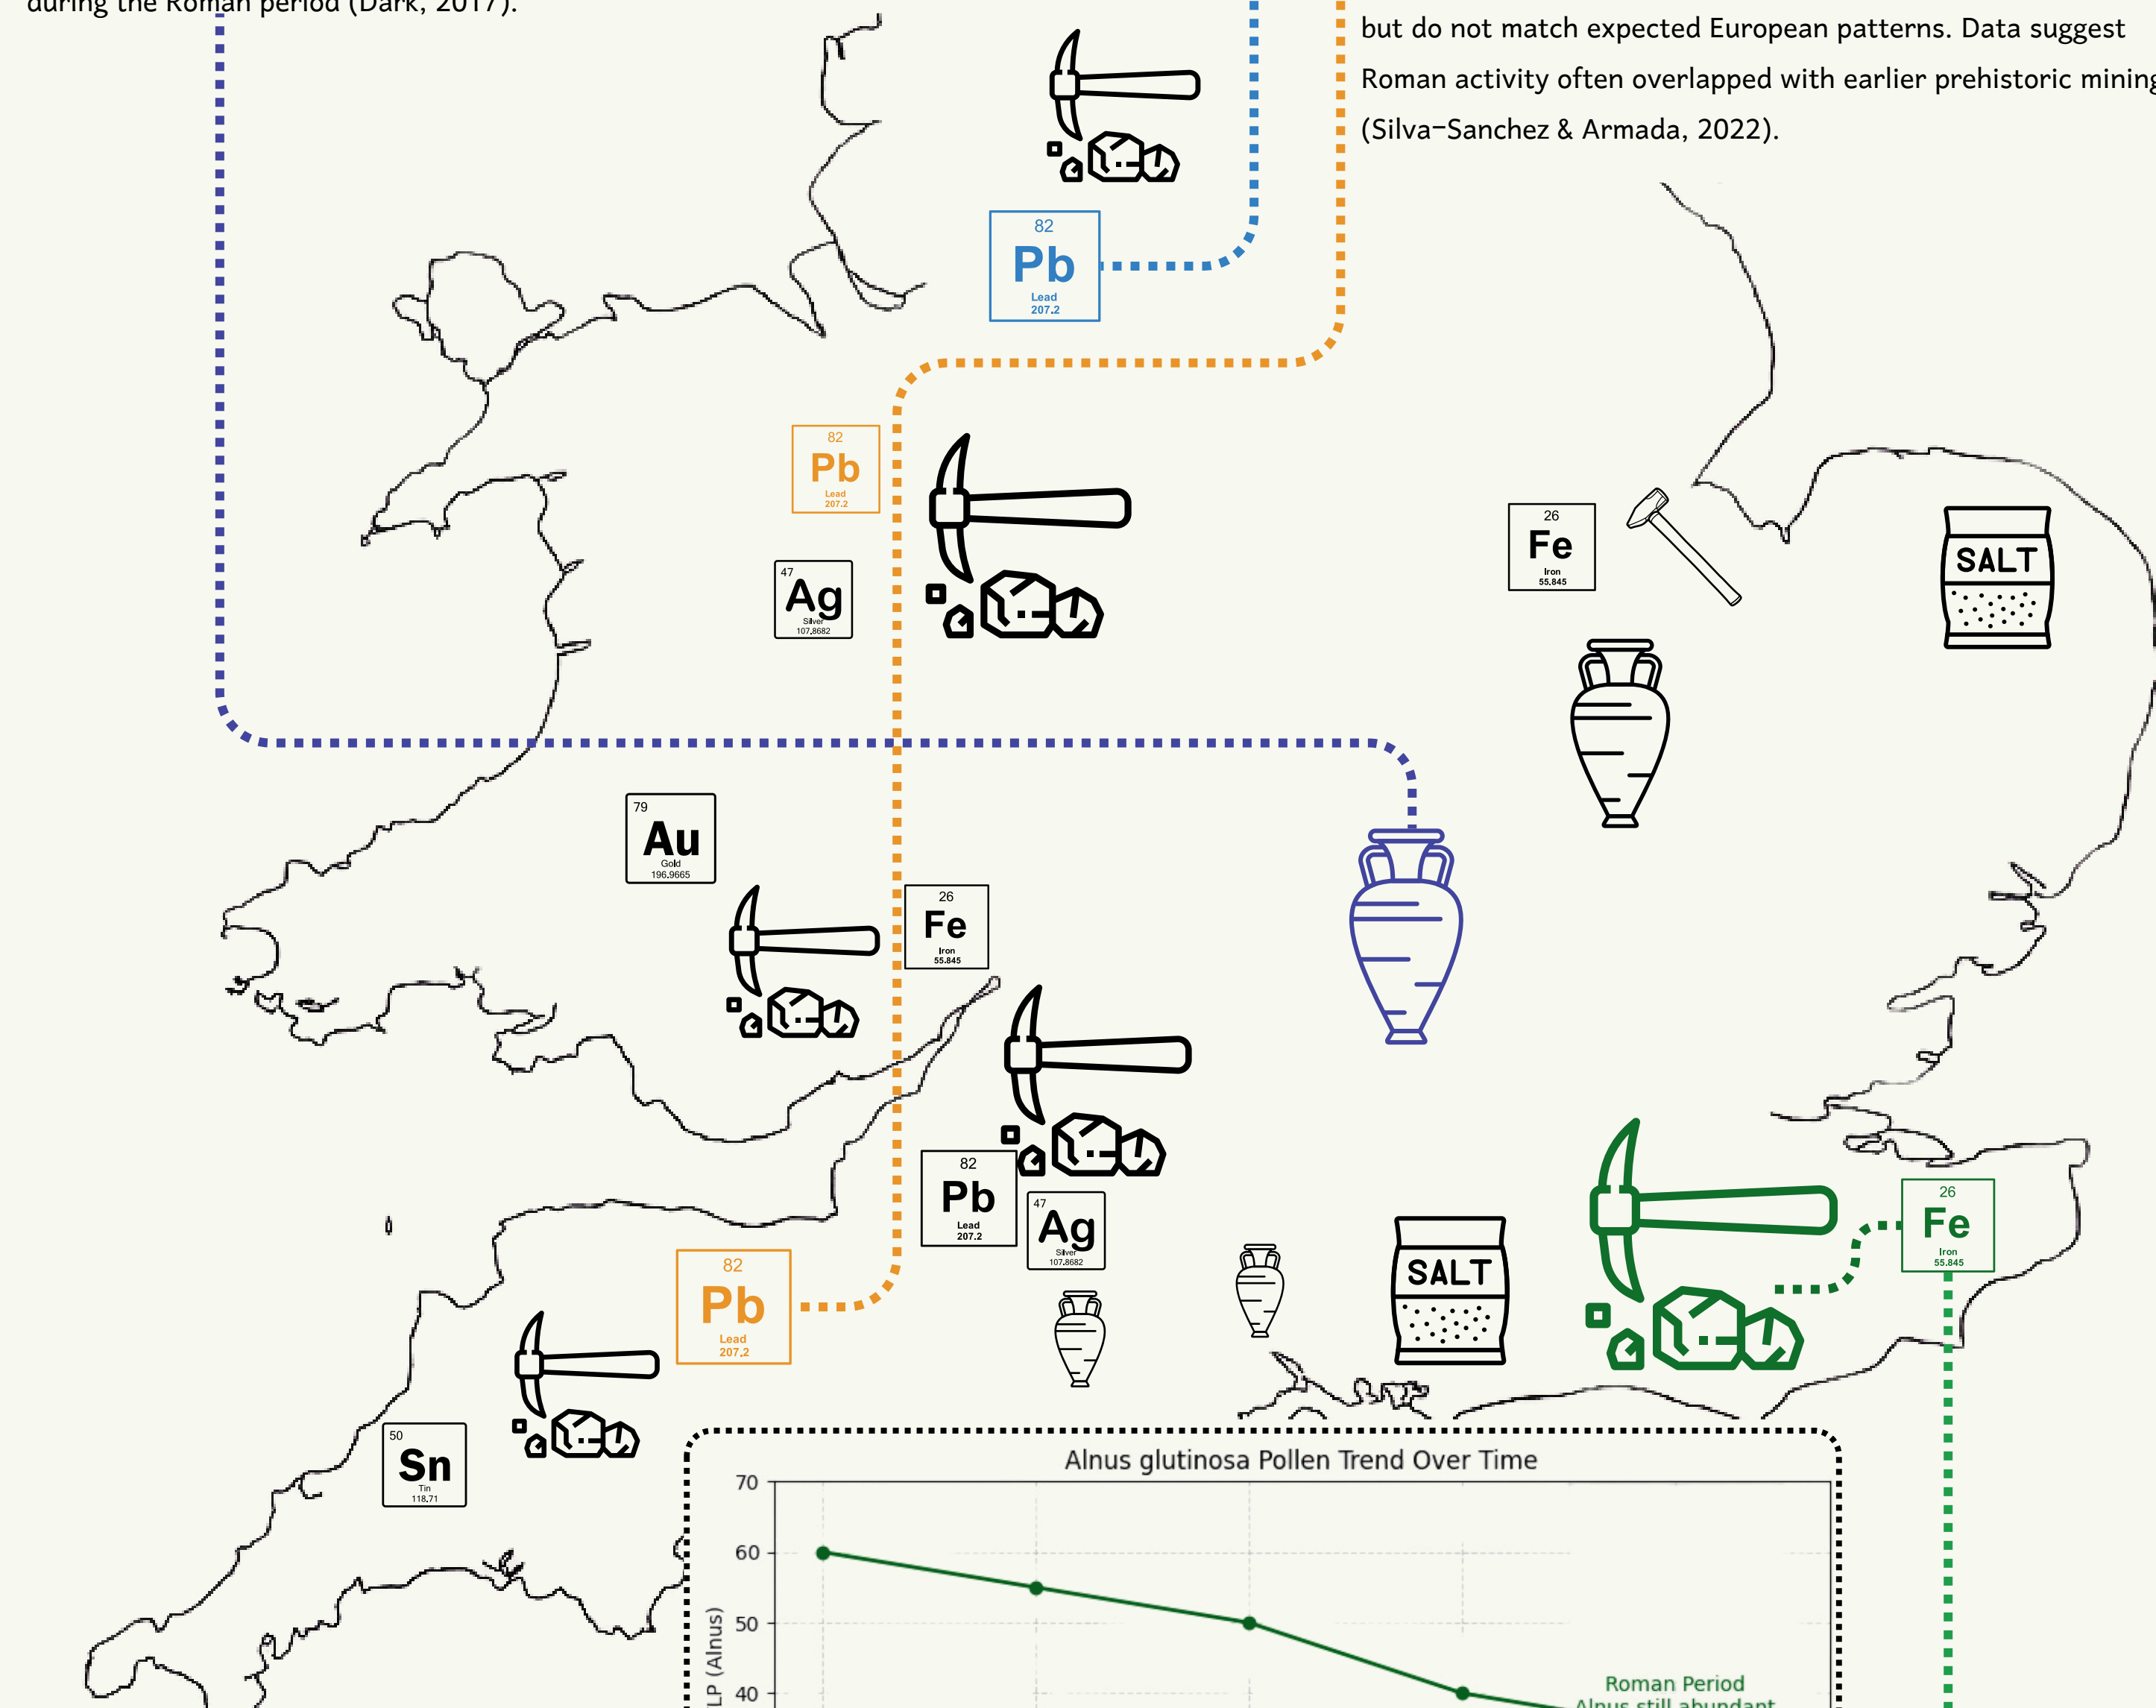 during the Roman period (Dark, 2017).
but do not match expected European patterns. Data suggest
Roman activity often overlapped with earlier prehistoric mining
(Silva-Sanchez & Armada, 2022).
82
Pb
Lead
207.2
82
Pb
Lead
207.2
47
Ag
Silver
107.8682
26
Fe
Iron
55.845
SALT
79
Au
Gold
196.9665
26
Fe
Iron
55.845
82
Pb
Lead
207.2
47
Ag
Silver
107.8682
26
Fe
Iron
55.845
SALT
82
Pb
Lead
207.2
50
Sn
Tin
118.71
Alnus glutinosa Pollen Trend Over Time
70
60
50
40
LP (Alnus)
Roman Period
Alnus still abundant